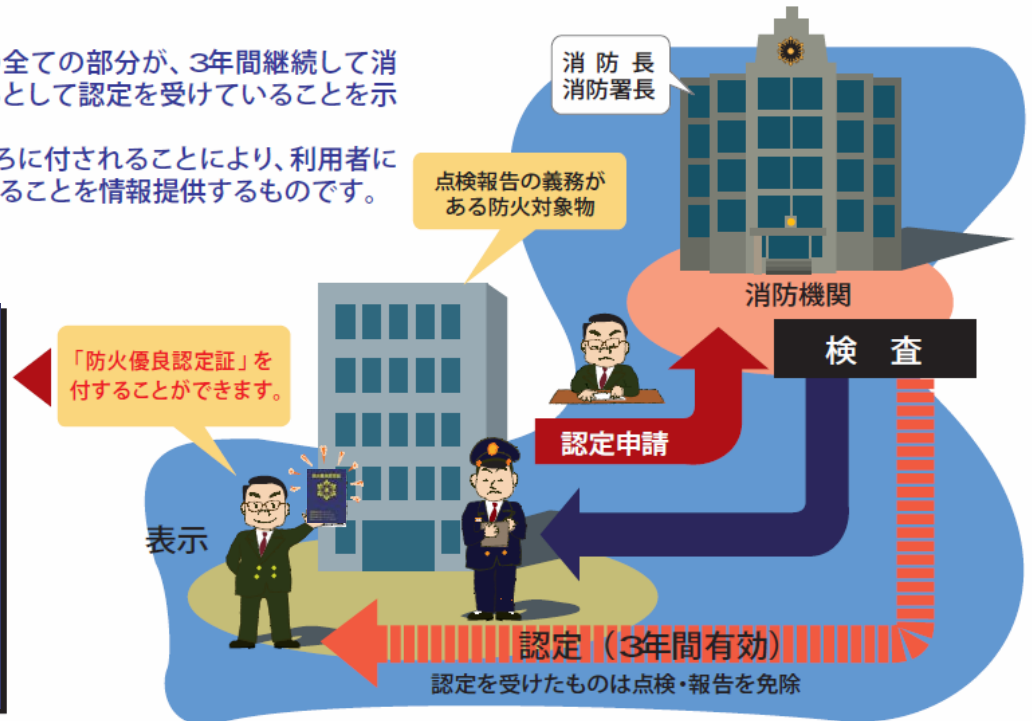 全ての部分が、3年間継続して消
として認定を受けていることを示
ろに付されることにより、利用者に
ることを情報提供するものです。
消防長
消防署長
点検報告の義務が
ある防火対象物
消防機関
検査
「防火優良認定証」を
付することができます。
認定申請
表示
認定（3年間有効）
認定を受けたものは点検・報告を免除